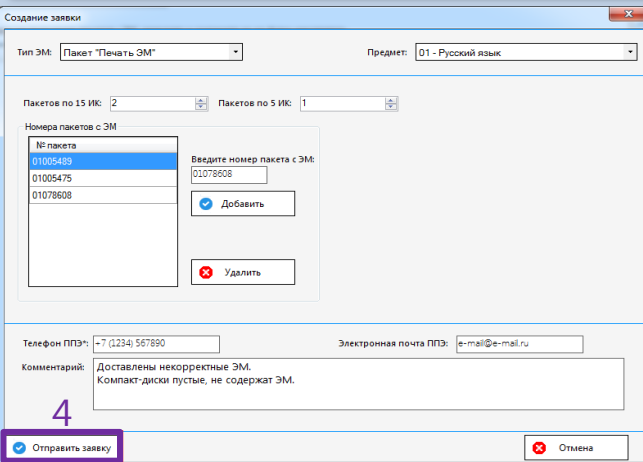 Создание заявки
Тип ЭМ: Пакет "Печать ЭМ" Предмет: 01 - Русский язык
Пакетов по 15 ИК: 2 Пакетов по 5 ИК: 1
Номера пакетов с ЭМ
№ пакета
01005489
Введите номер пакета с ЭМ:
01005475
01078608
01078608
Добавить
Удалить
Телефон ППЭ*: +7 (1234) 567890 Электронная почта ППЭ: e-mail@e-mail.ru
Комментарий: Доставлены некорректные ЭМ.
Компакт-диски пустые, не содержат ЭМ.
4
Отправить заявку Отмена